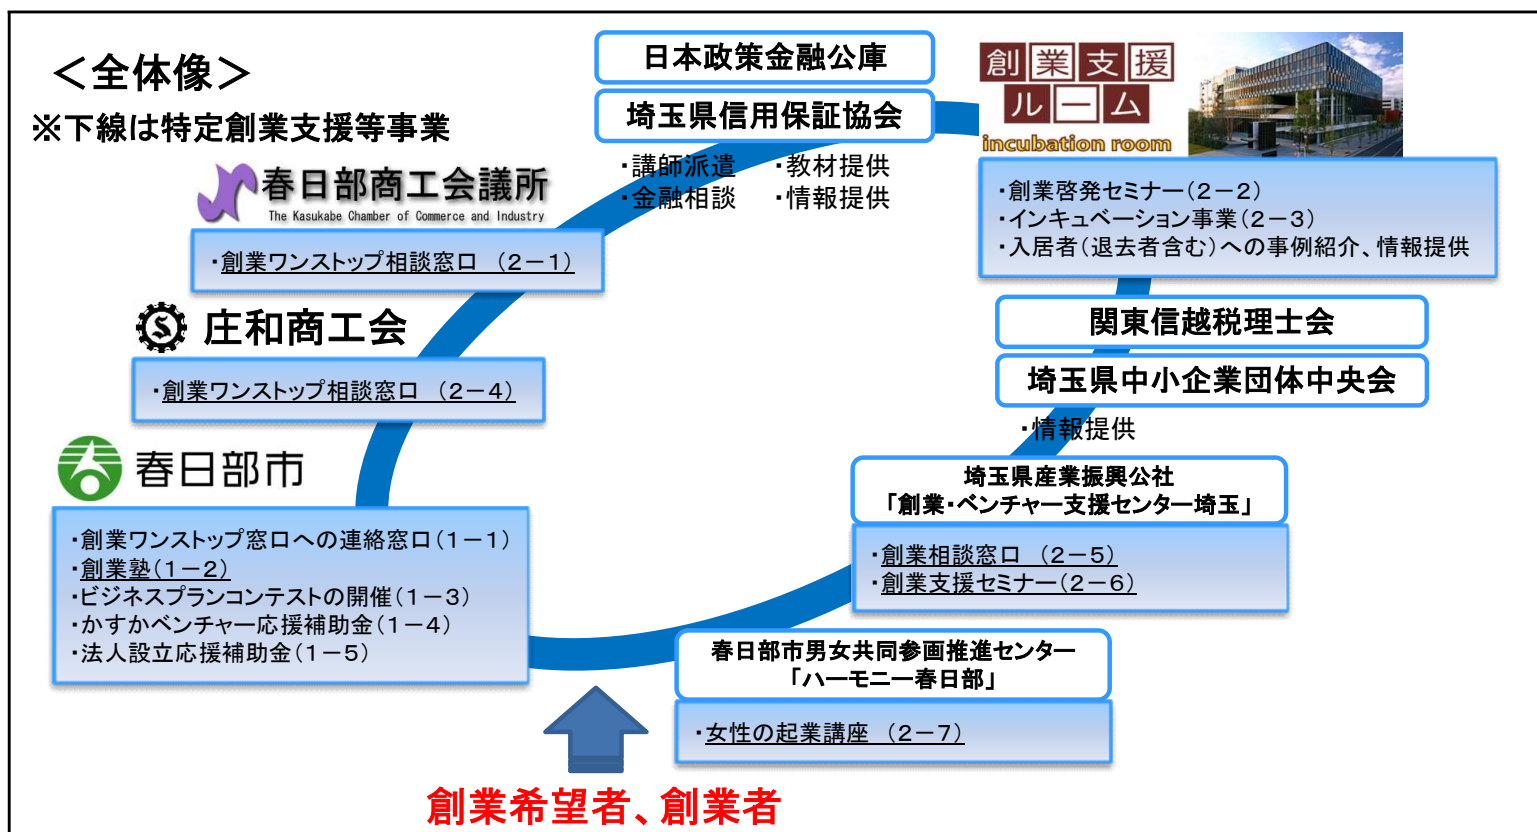 ＜全体像＞
※下線は特定創業支援等事業
日本政策金融公庫
埼玉県信用保証協会
・講師派遣　・教材提供
・金融相談　・情報提供
創業支援
ルーム
incubation room
・創業啓発セミナー（２－２）
・インキュベーション事業（２－３）
・入居者（退去者含む）への事例紹介、情報提供
春日部商工会議所
The Kasukabe Chamber of Commerce and Industry
・創業ワンストップ相談窓口　（２－１）
庄和商工会
・創業ワンストップ相談窓口　（２－４）
関東信越税理士会
埼玉県中小企業団体中央会
・情報提供
春日部市
・創業ワンストップ窓口への連絡窓口（１－１）
・創業塾（１－２）
・ビジネスプランコンテストの開催（１－３）
・かすかベンチャー応援補助金（１－４）
・法人設立応援補助金（１－５）
埼玉県産業振興公社
「創業・ベンチャー支援センター埼玉」
・創業相談窓口　（２－５）
・創業支援セミナー（２－６）
春日部市男女共同参画推進センター
「ハーモニー春日部」
・女性の起業講座　（２－７）
創業希望者、創業者